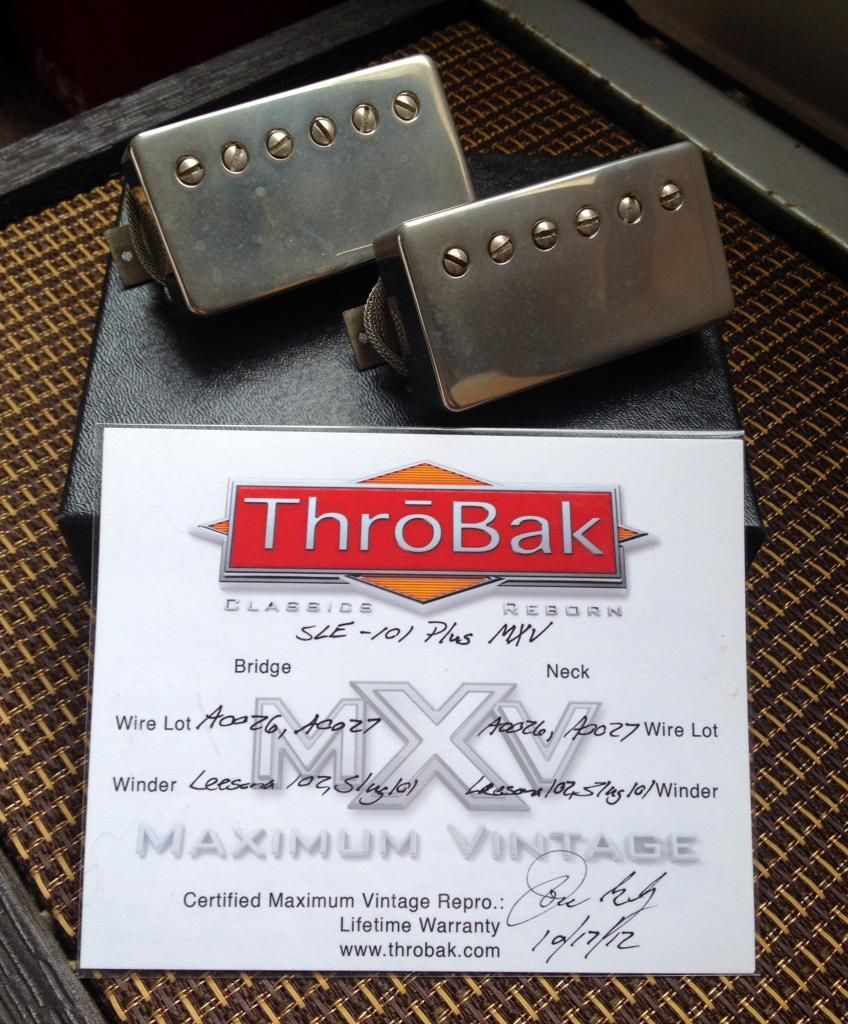 ThrōBak
CLASSICS REBORN
SLE-101 Plus MXV
Bridge Neck
Wire Lot A0026, A0027 A0026, A0027 Wire Lot
MXV
Winder Leesona 102, Slug 101 Leesona 102, Slug 101 Winder
MAXIMUM VINTAGE
Certified Maximum Vintage Repro.:
Lifetime Warranty
www.throbak.com 10/17/12